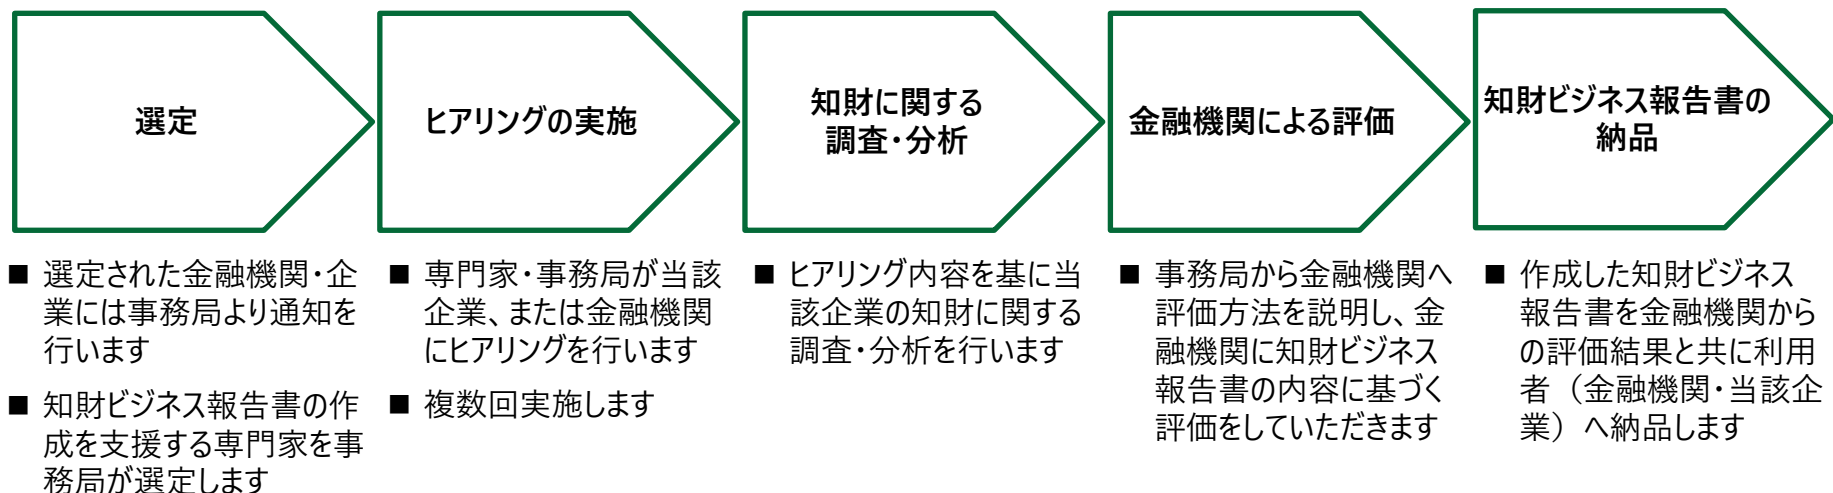 選定
ヒアリングの実施
知財に関する
調査・分析
金融機関による評価
知財ビジネス報告書の
納品
■ 選定された金融機関・企
業には事務局より通知を
行います
■ 知財ビジネス報告書の作
成を支援する専門家を事
務局が選定します
■ 専門家・事務局が当該
企業、または金融機関
にヒアリングを行います
■ 複数回実施します
■ ヒアリング内容を基に当
該企業の知財に関する
調査・分析を行います
■ 事務局から金融機関へ
評価方法を説明し、金
融機関に知財ビジネス
報告書の内容に基づく
評価をしていただきます
■ 作成した知財ビジネス
報告書を金融機関から
の評価結果と共に利用
者（金融機関・当該企
業）へ納品します